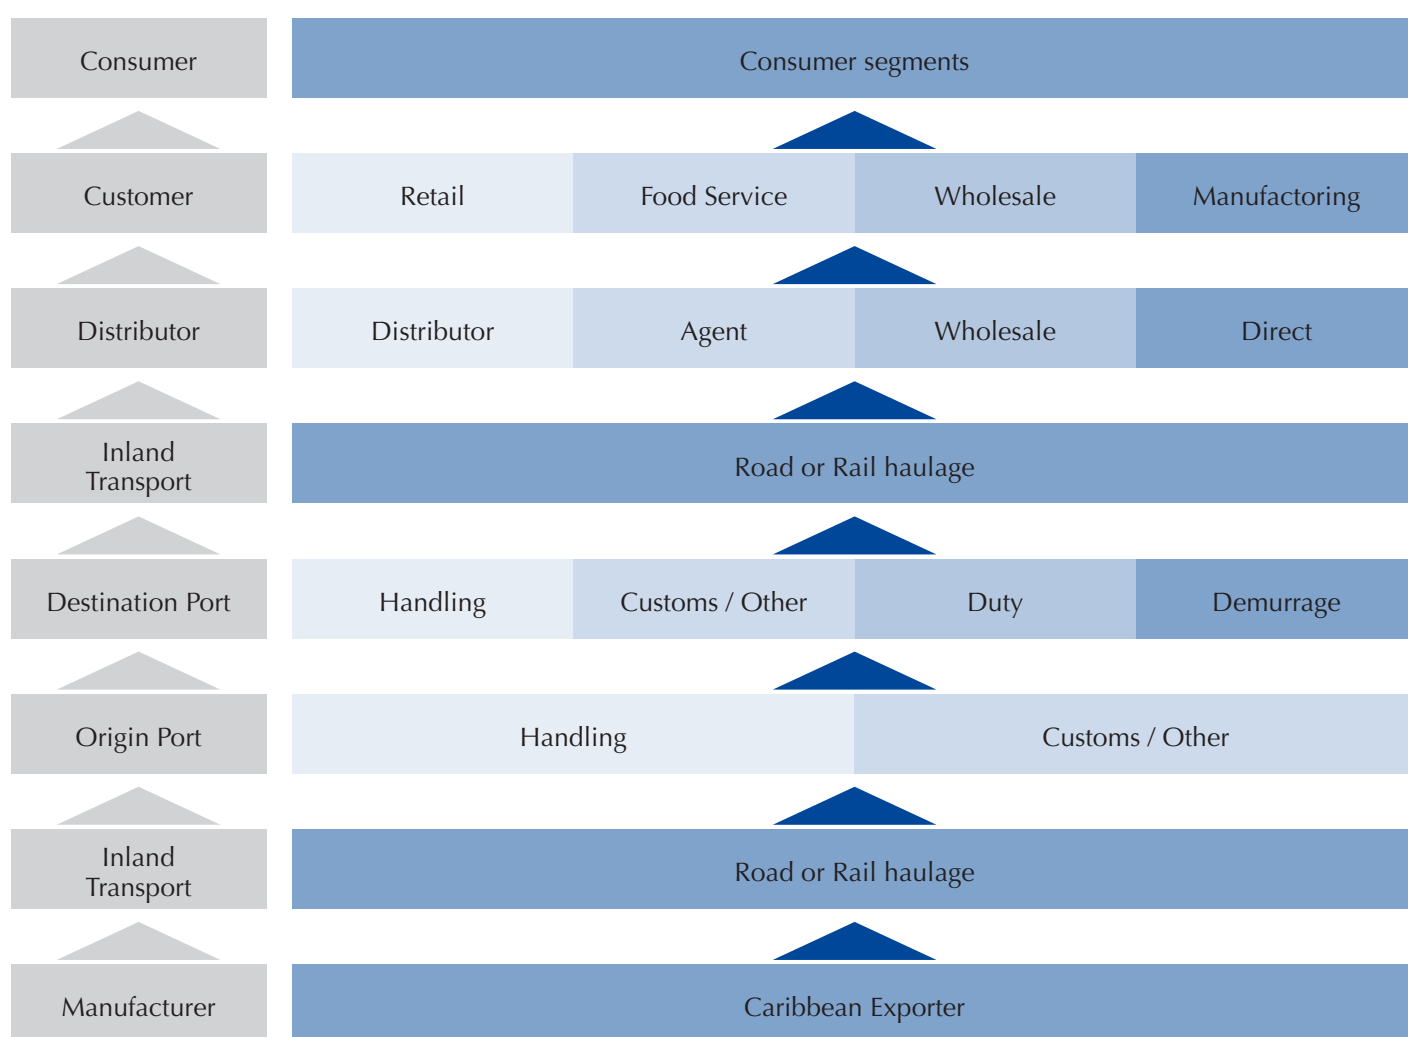 Consumer
Consumer segments
Customer
Retail
Food Service
Wholesale
Manufactoring
Distributor
Distributor
Agent
Wholesale
Direct
Inland
Transport
Road or Rail haulage
Destination Port
Handling
Customs / Other
Duty
Demurrage
Origin Port
Handling
Customs / Other
Inland
Transport
Road or Rail haulage
Manufacturer
Caribbean Exporter